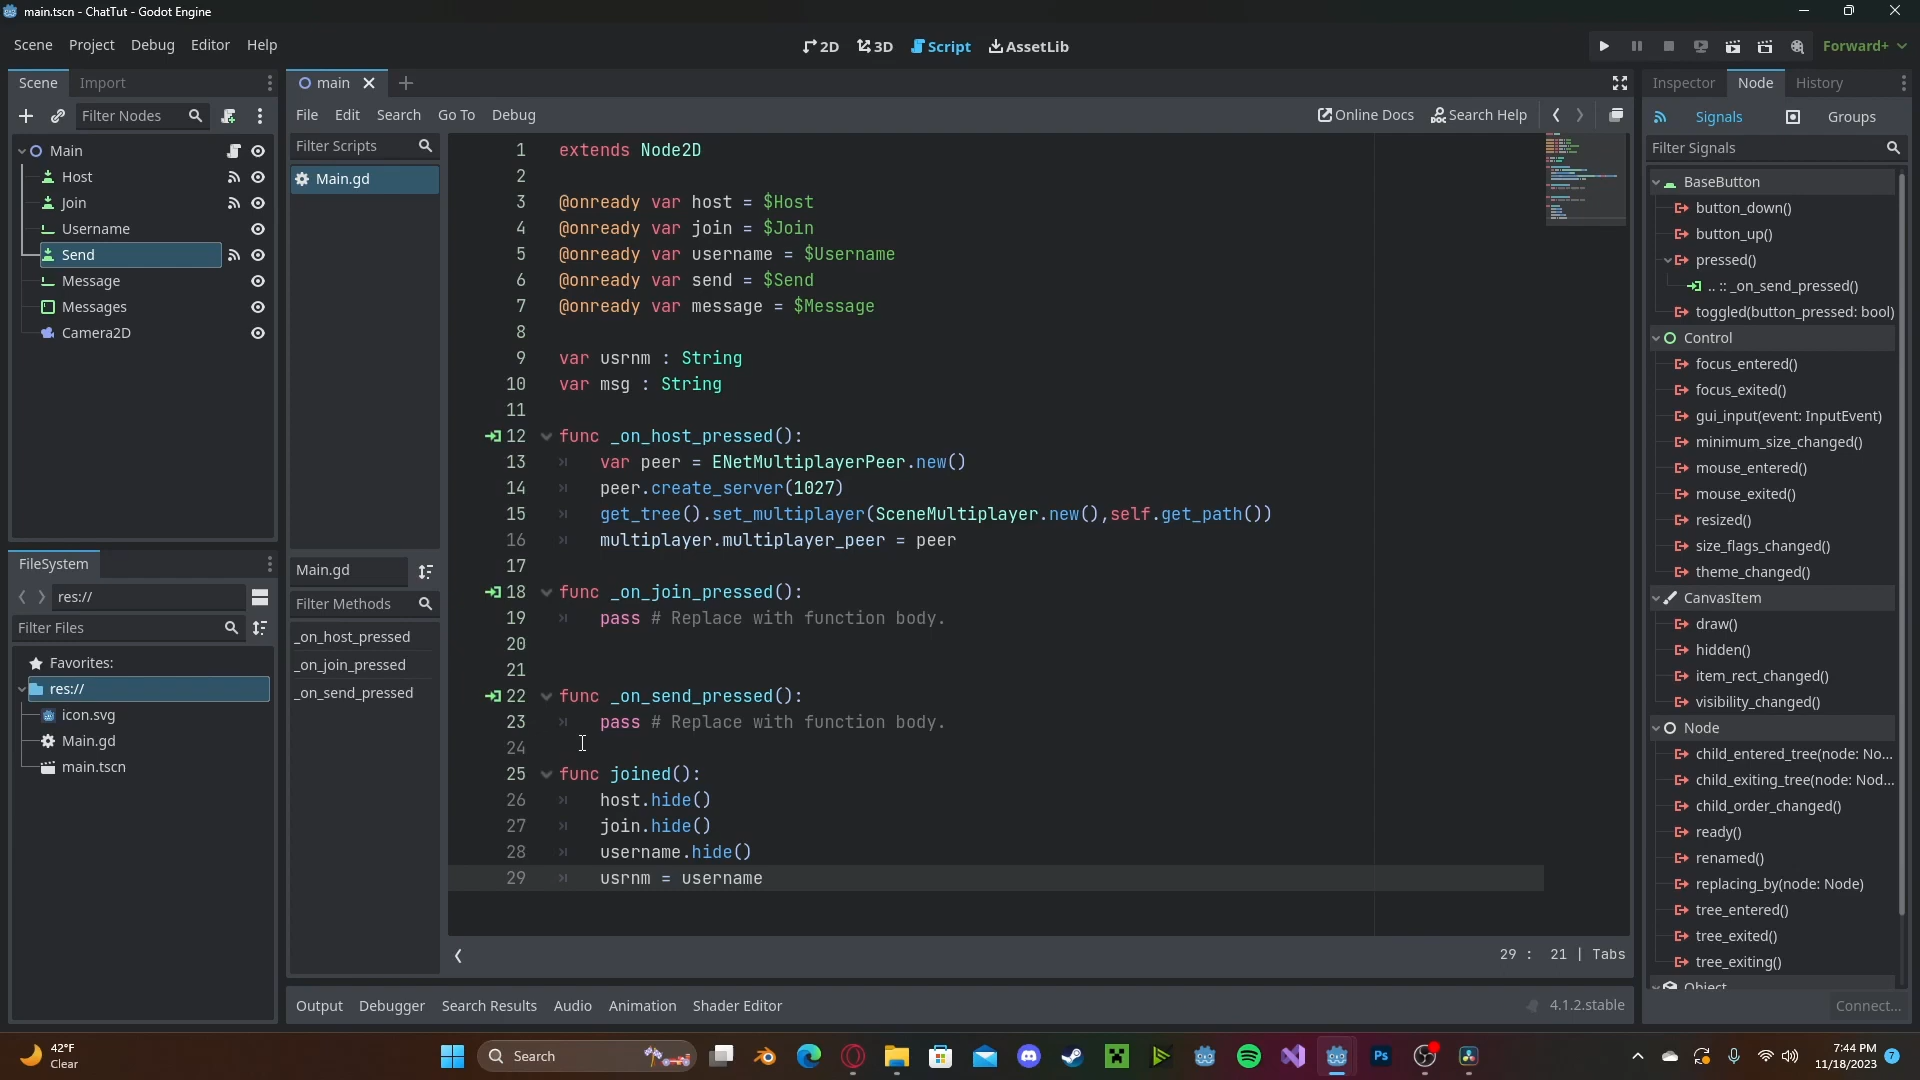 main.tscn - ChatTut - Godot Engine
Scene Project Debug Editor Help
2D 3D Script AssetLib
Forward+
Scene Import
Filter Nodes
Main
Host
Join
Username
Send
Message
Messages
Camera2D
FileSystem
res://
Filter Files
Favorites:
res://
icon.svg
Main.gd
main.tscn
main
File Edit Search Go To Debug
Online Docs Search Help
Filter Scripts
Main.gd
Main.gd
Filter Methods
_on_host_pressed
_on_join_pressed
_on_send_pressed
1 extends Node2D
2
3 @onready var host = $Host
4 @onready var join = $Join
5 @onready var username = $Username
6 @onready var send = $Send
7 @onready var message = $Message
8
9 var usrnm : String
10 var msg : String
11
12 func _on_host_pressed():
13 var peer = ENetMultiplayerPeer.new()
14 peer.create_server(1027)
15 get_tree().set_multiplayer(SceneMultiplayer.new(),self.get_path())
16 multiplayer.multiplayer_peer = peer
17
18 func _on_join_pressed():
19 pass # Replace with function body.
20
21
22 func _on_send_pressed():
23 pass # Replace with function body.
24
25 func joined():
26 host.hide()
27 join.hide()
28 username.hide()
29 usrnm = username
29 : 21 | Tabs
Output Debugger Search Results Audio Animation Shader Editor
4.1.2.stable
Inspector Node History
Signals Groups
Filter Signals
BaseButton
button_down()
button_up()
pressed()
.. :: _on_send_pressed()
toggled(button_pressed: bool)
Control
focus_entered()
focus_exited()
gui_input(event: InputEvent)
minimum_size_changed()
mouse_entered()
mouse_exited()
resized()
size_flags_changed()
theme_changed()
CanvasItem
draw()
hidden()
item_rect_changed()
visibility_changed()
Node
child_entered_tree(node: No...
child_exiting_tree(node: Nod...
child_order_changed()
ready()
renamed()
replacing_by(node: Node)
tree_entered()
tree_exited()
tree_exiting()
Object
Connect...
42°F
Clear
Search
Ps
7:44 PM
11/18/2023
7